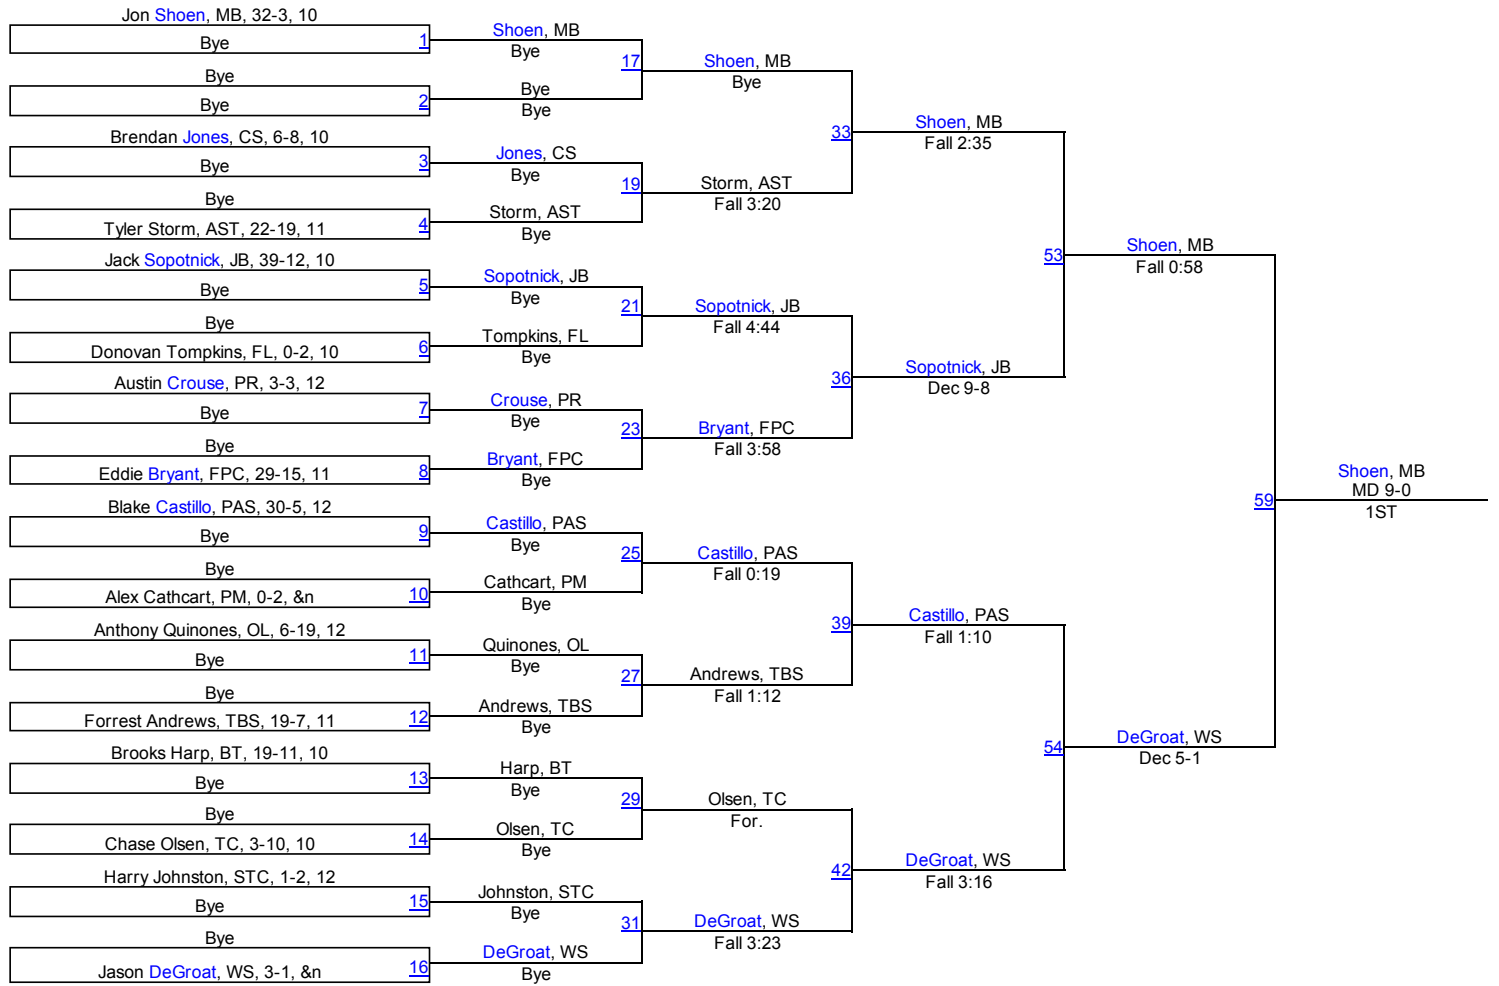 Jon Shoen, MB, 32-3, 10
Bye
1
Bye
Bye
2
Brendan Jones, CS, 6-8, 10
Bye
3
Bye
Tyler Storm, AST, 22-19, 11
4
Jack Sopotnick, JB, 39-12, 10
Bye
5
Bye
Donovan Tompkins, FL, 0-2, 10
6
Austin Crouse, PR, 3-3, 12
Bye
7
Bye
Eddie Bryant, FPC, 29-15, 11
8
Blake Castillo, PAS, 30-5, 12
Bye
9
Bye
Alex Cathcart, PM, 0-2, &n
10
Anthony Quinones, OL, 6-19, 12
Bye
11
Bye
Forrest Andrews, TBS, 19-7, 11
12
Brooks Harp, BT, 19-11, 10
Bye
13
Bye
Chase Olsen, TC, 3-10, 10
14
Harry Johnston, STC, 1-2, 12
Bye
15
Bye
Jason DeGroat, WS, 3-1, &n
16
Shoen, MB
Bye
17
Bye
Bye
Jones, CS
Bye
19
Storm, AST
Bye
Sopotnick, JB
Bye
21
Tompkins, FL
Bye
Crouse, PR
Bye
23
Bryant, FPC
Bye
Castillo, PAS
Bye
25
Cathcart, PM
Bye
Quinones, OL
Bye
27
Andrews, TBS
Bye
Harp, BT
Bye
29
Olsen, TC
Bye
Johnston, STC
Bye
31
DeGroat, WS
Bye
Shoen, MB
Bye
33
Storm, AST
Fall 3:20
Sopotnick, JB
Fall 4:44
36
Bryant, FPC
Fall 3:58
Castillo, PAS
Fall 0:19
39
Andrews, TBS
Fall 1:12
Olsen, TC
For.
42
DeGroat, WS
Fall 3:23
Shoen, MB
Fall 2:35
53
Sopotnick, JB
Dec 9-8
Castillo, PAS
Fall 1:10
54
DeGroat, WS
Fall 3:16
Shoen, MB
Fall 0:58
59
DeGroat, WS
Dec 5-1
Shoen, MB
MD 9-0
1ST